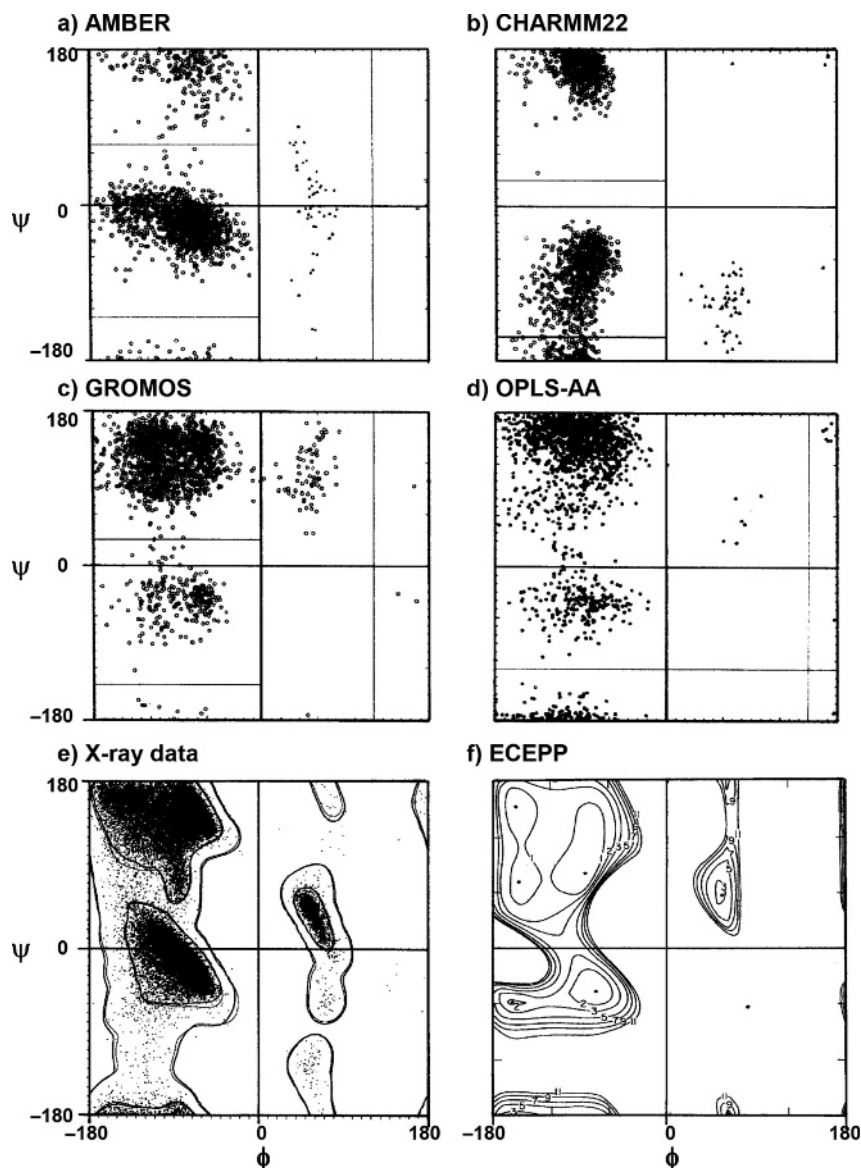 a) AMBER
b) CHARMM22
180
ψ
0
−180
c) GROMOS
d) OPLS-AA
180
ψ
0
−180
e) X-ray data
f) ECEPP
180
ψ
0
−180
−180
0
180
−180
0
180
ϕ
ϕ